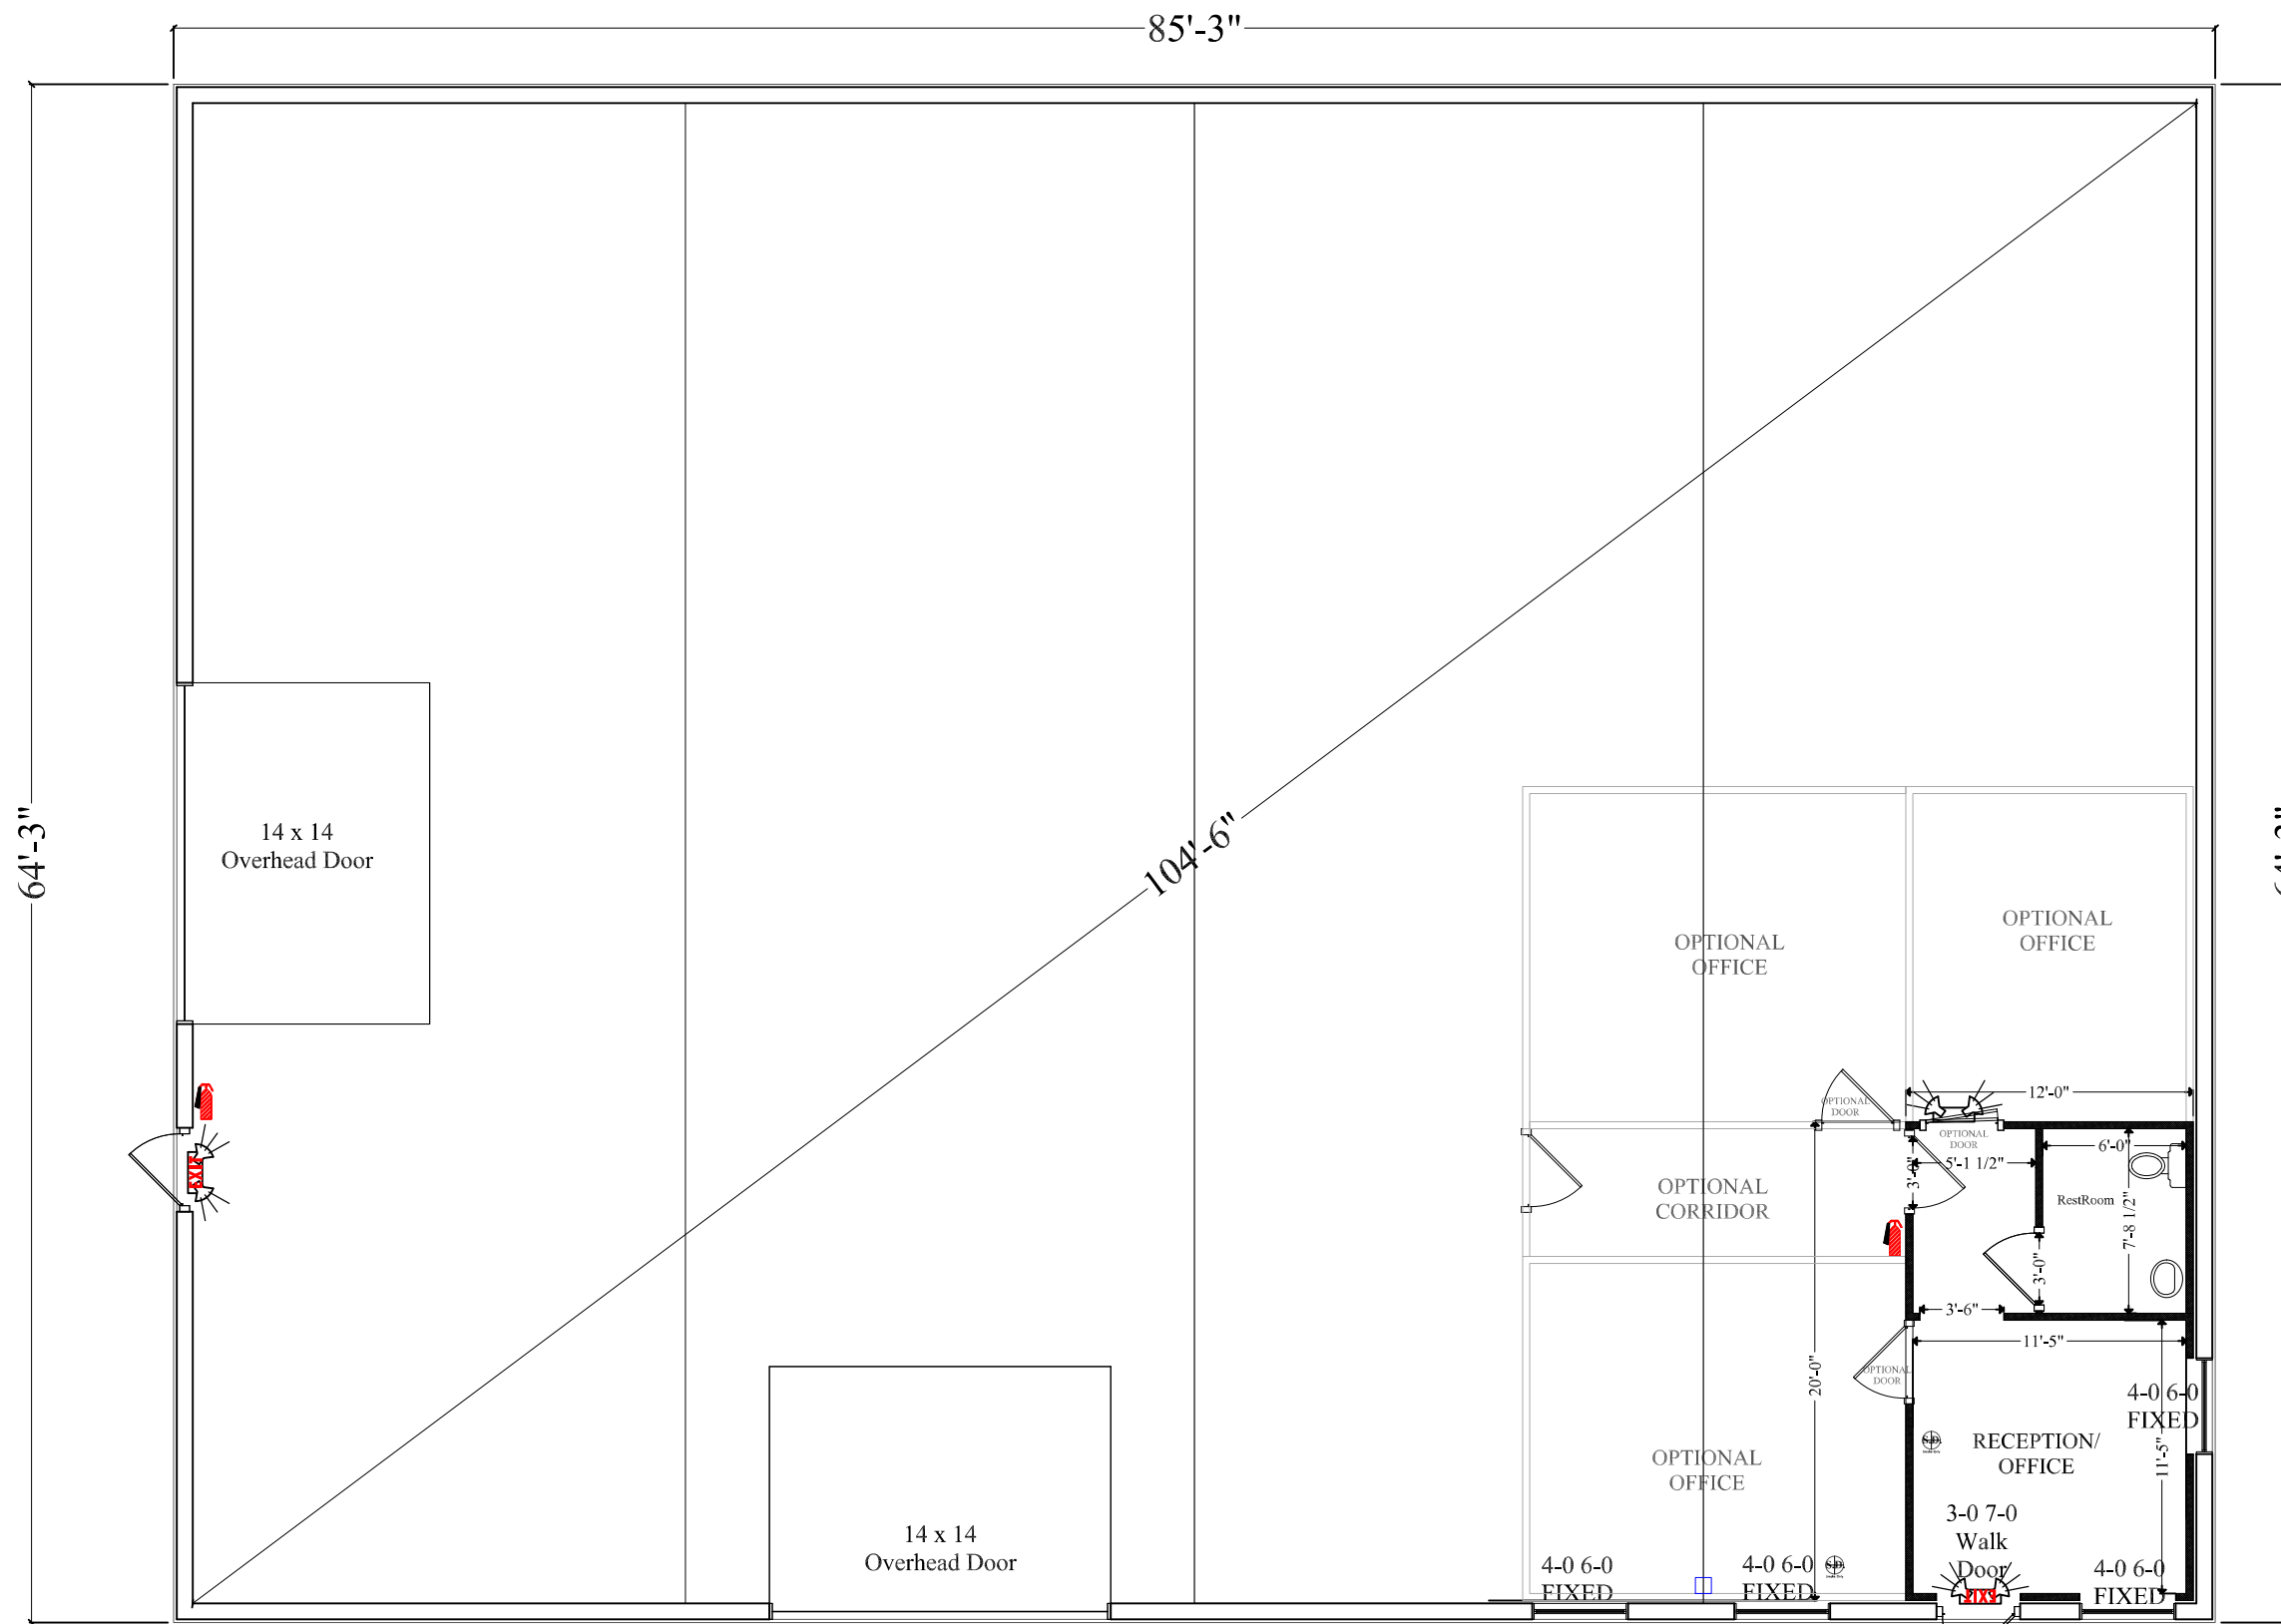 85'-3"
64'-3"
14 x 14
Overhead Door
104'-6"
OPTIONAL
OFFICE
OPTIONAL
OFFICE
12'-0"
OPTIONAL
DOOR
OPTIONAL
DOOR
6'-0"
5'-1 1/2"
3'-0"
EXIT
OPTIONAL
CORRIDOR
RestRoom
7'-8 1/2"
3'-0"
3'-6"
11'-5"
20'-0"
OPTIONAL
DOOR
4-0 6-0
FIXED
RECEPTION/
OFFICE
11'-5"
OPTIONAL
OFFICE
3-0 7-0
Walk
Door
14 x 14
Overhead Door
4-0 6-0
FIXED
4-0 6-0
FIXED
S.D.
S.D.
4-0 6-0
FIXED
EXIT